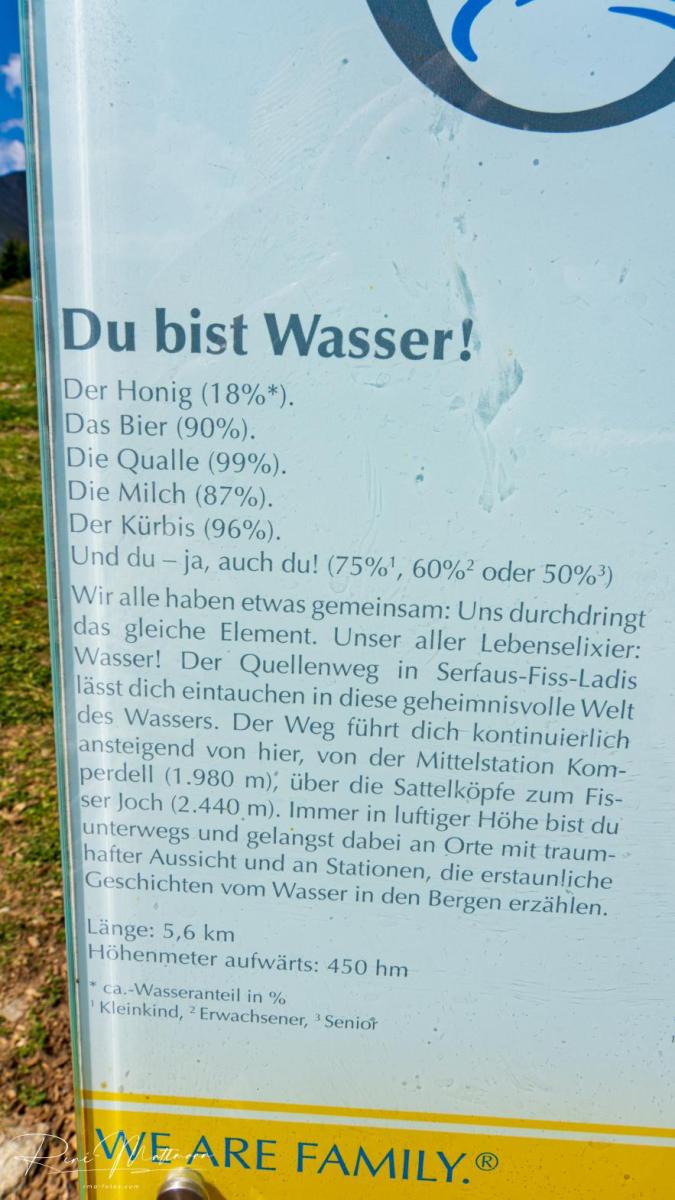 Du bist Wasser!
Der Honig (18%*).
Das Bier (90%).
Die Qualle (99%).
Die Milch (87%).
Der Kürbis (96%).
Und du – ja, auch du! (75%¹, 60%² oder 50%³)
Wir alle haben etwas gemeinsam: Uns durchdringt
das gleiche Element. Unser aller Lebenselixier:
Wasser! Der Quellenweg in Serfaus-Fiss-Ladis
lässt dich eintauchen in diese geheimnisvolle Welt
des Wassers. Der Weg führt dich kontinuierlich
ansteigend von hier, von der Mittelstation Kom-
perdell (1.980 m), über die Sattelköpfe zum Fis-
ser Joch (2.440 m). Immer in luftiger Höhe bist du
unterwegs und gelangst dabei an Orte mit traum-
hafter Aussicht und an Stationen, die erstaunliche
Geschichten vom Wasser in den Bergen erzählen.
Länge: 5,6 km
Höhenmeter aufwärts: 450 hm
* ca.-Wasseranteil in %
¹ Kleinkind, ² Erwachsener, ³ Senior
WE ARE FAMILY.®